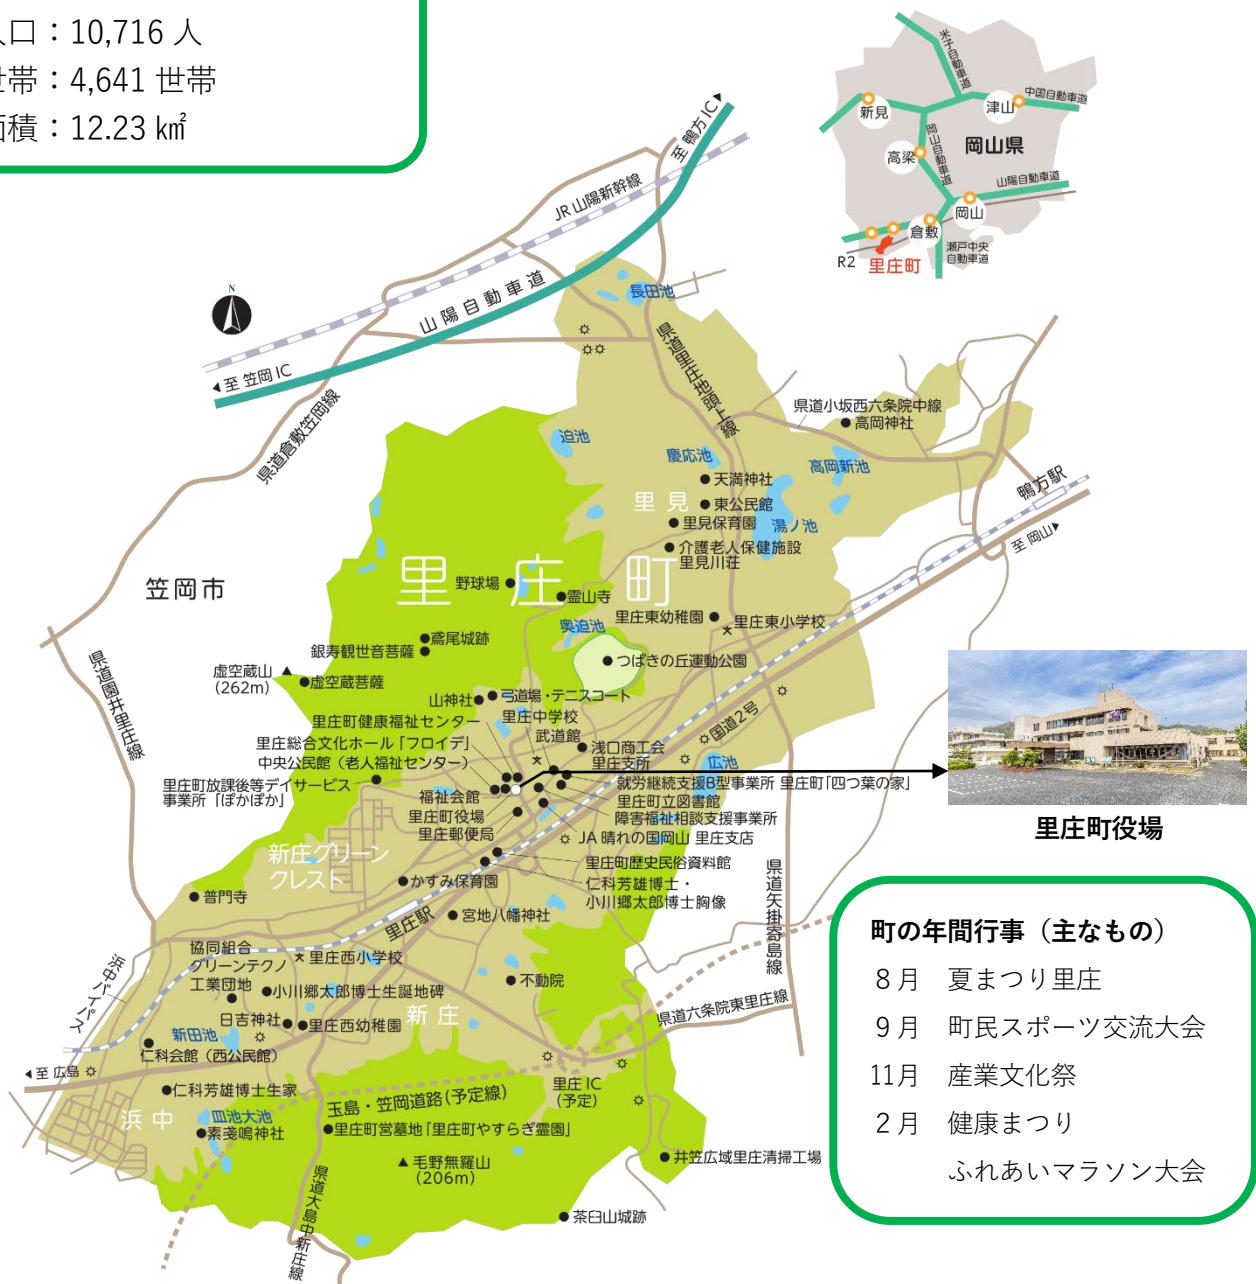 人口：10,716 人
世帯：4,641 世帯
面積：12.23 ㎢
米子自動車道
中国自動車道
新見
津山
岡山自動車道
高梁
岡山県
山陽自動車道
岡山
倉敷
瀬戸中央
自動車道
R2
里庄町
至 鴨方 IC
JR 山陽新幹線
山陽自動車道
N
至 笠岡 IC
長田池
県道里庄地頭上線
県道倉敷笠岡線
県道小坂西六条院中線
高岡神社
迫池
慶応池
高岡新池
天満神社
里見
東公民館
里見保育園
湯ノ池
鴨方駅
至 岡山
介護老人保健施設
里見川荘
里庄町
笠岡市
野球場
霊山寺
里庄東幼稚園
里庄東小学校
奥迫池
鳶尾城跡
銀寿観世音菩薩
つばきの丘運動公園
虚空蔵山
(262m)
虚空蔵菩薩
県道園井里庄線
山神社
弓道場・テニスコート
里庄町健康福祉センター
里庄中学校
武道館
国道2号
里庄総合文化ホール「フロイデ」
中央公民館（老人福祉センター）
浅口商工会
里庄支所
広池
里庄町放課後等デイサービス
事業所「ぽかぽか」
就労継続支援B型事業所 里庄町「四つ葉の家」
福祉会館
里庄町立図書館
里庄町役場
障害福祉相談支援事業所
里庄郵便局
JA 晴れの国岡山 里庄支店
里庄町役場
新庄グリーン
クレスト
里庄町歴史民俗資料館
かすみ保育園
仁科芳雄博士・
小川郷太郎博士胸像
県道矢掛寄島線
普門寺
里庄駅
宮地八幡神社
協同組合
グリーンテクノ
工業団地
里庄西小学校
浜中バイパス
小川郷太郎博士生誕地碑
不動院
新庄
県道六条院東里庄線
日吉神社
里庄西幼稚園
新田池
仁科会館（西公民館）
至 広島
仁科芳雄博士生家
里庄 IC
(予定)
玉島・笠岡道路(予定線)
浜中
皿池大池
素戔嗚神社
里庄町営墓地「里庄町やすらぎ霊園」
毛野無羅山
(206m)
井笠広域里庄清掃工場
県道大島中新庄線
茶臼山城跡
町の年間行事（主なもの）
8月 夏まつり里庄
9月 町民スポーツ交流大会
11月 産業文化祭
2月 健康まつり
ふれあいマラソン大会